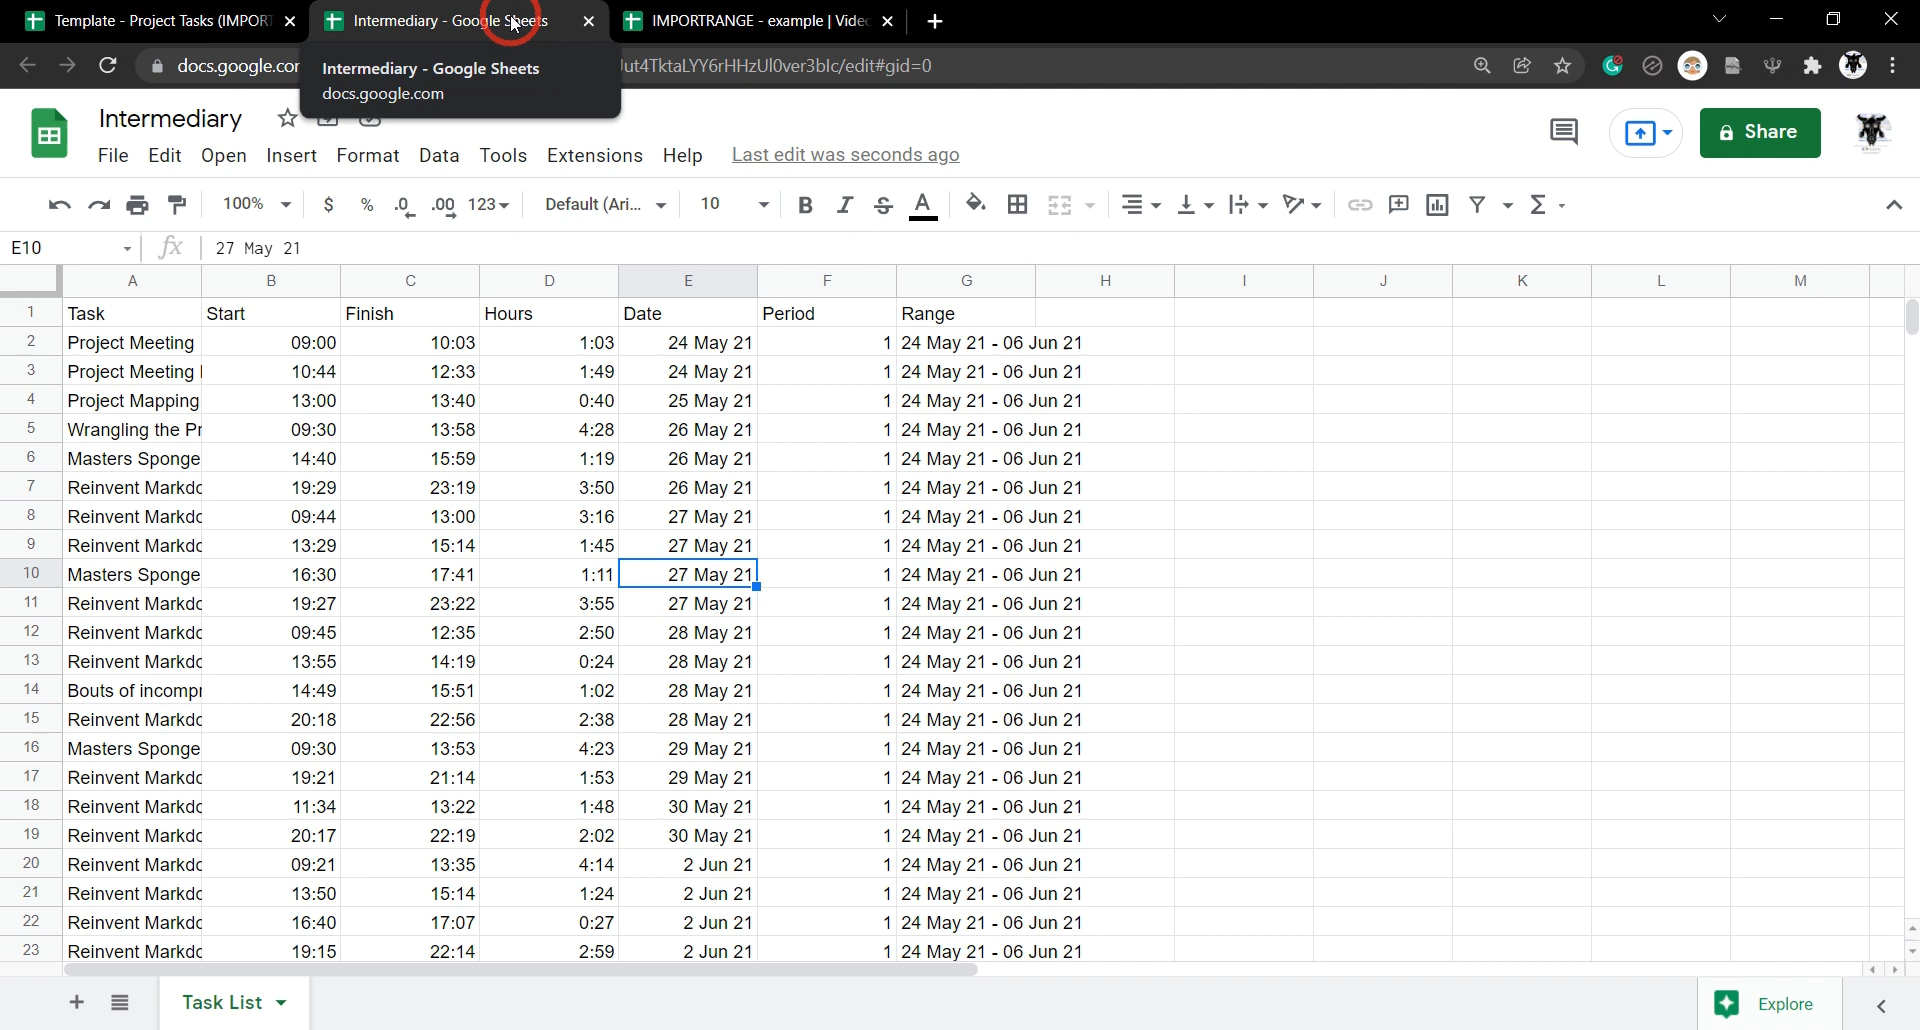 Template - Project Tasks (IMPOR
Intermediary - Google Sheets
IMPORTRANGE - example | Vide
docs.google.cor
Jut4TktaLYY6rHHzUI0ver3blc/edit#gid=0
Intermediary - Google Sheets
docs.google.com
Intermediary
File Edit Open Insert Format Data Tools Extensions Help Last edit was seconds ago
Share
100% $ % .0 .00 123 Default (Ari... 10 B I S A Σ
E10 fx 27 May 21
A B C D E F G H I J K L M
1 Task Start Finish Hours Date Period Range
2 Project Meeting 09:00 10:03 1:03 24 May 21 1 24 May 21 - 06 Jun 21
3 Project Meeting 10:44 12:33 1:49 24 May 21 1 24 May 21 - 06 Jun 21
4 Project Mapping 13:00 13:40 0:40 25 May 21 1 24 May 21 - 06 Jun 21
5 Wrangling the Pr 09:30 13:58 4:28 26 May 21 1 24 May 21 - 06 Jun 21
6 Masters Sponge 14:40 15:59 1:19 26 May 21 1 24 May 21 - 06 Jun 21
7 Reinvent Markdc 19:29 23:19 3:50 26 May 21 1 24 May 21 - 06 Jun 21
8 Reinvent Markdc 09:44 13:00 3:16 27 May 21 1 24 May 21 - 06 Jun 21
9 Reinvent Markdc 13:29 15:14 1:45 27 May 21 1 24 May 21 - 06 Jun 21
10 Masters Sponge 16:30 17:41 1:11 27 May 21 1 24 May 21 - 06 Jun 21
11 Reinvent Markdc 19:27 23:22 3:55 27 May 21 1 24 May 21 - 06 Jun 21
12 Reinvent Markdc 09:45 12:35 2:50 28 May 21 1 24 May 21 - 06 Jun 21
13 Reinvent Markdc 13:55 14:19 0:24 28 May 21 1 24 May 21 - 06 Jun 21
14 Bouts of incompr 14:49 15:51 1:02 28 May 21 1 24 May 21 - 06 Jun 21
15 Reinvent Markdc 20:18 22:56 2:38 28 May 21 1 24 May 21 - 06 Jun 21
16 Masters Sponge 09:30 13:53 4:23 29 May 21 1 24 May 21 - 06 Jun 21
17 Reinvent Markdc 19:21 21:14 1:53 29 May 21 1 24 May 21 - 06 Jun 21
18 Reinvent Markdc 11:34 13:22 1:48 30 May 21 1 24 May 21 - 06 Jun 21
19 Reinvent Markdc 20:17 22:19 2:02 30 May 21 1 24 May 21 - 06 Jun 21
20 Reinvent Markdc 09:21 13:35 4:14 2 Jun 21 1 24 May 21 - 06 Jun 21
21 Reinvent Markdc 13:50 15:14 1:24 2 Jun 21 1 24 May 21 - 06 Jun 21
22 Reinvent Markdc 16:40 17:07 0:27 2 Jun 21 1 24 May 21 - 06 Jun 21
23 Reinvent Markdc 19:15 22:14 2:59 2 Jun 21 1 24 May 21 - 06 Jun 21
Task List
Explore